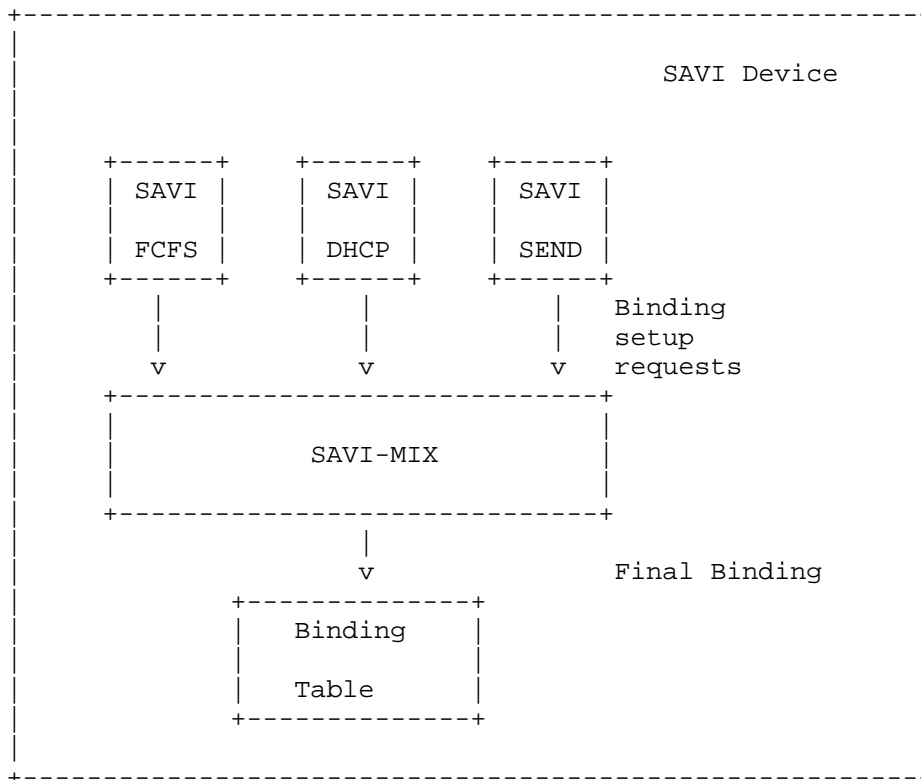 SAVI Device
SAVI SAVI SAVI
FCFS DHCP SEND
Binding
setup
requests
SAVI-MIX
Final Binding
Binding
Table